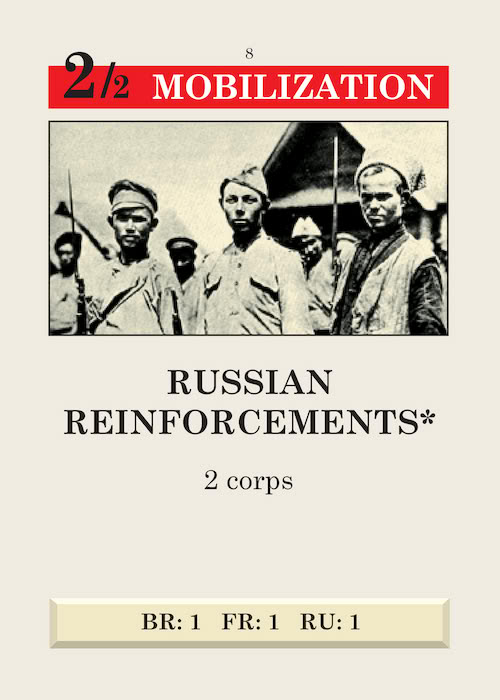 8
2/2 MOBILIZATION
RUSSIAN
REINFORCEMENTS*
2 corps
BR: 1 FR: 1 RU: 1